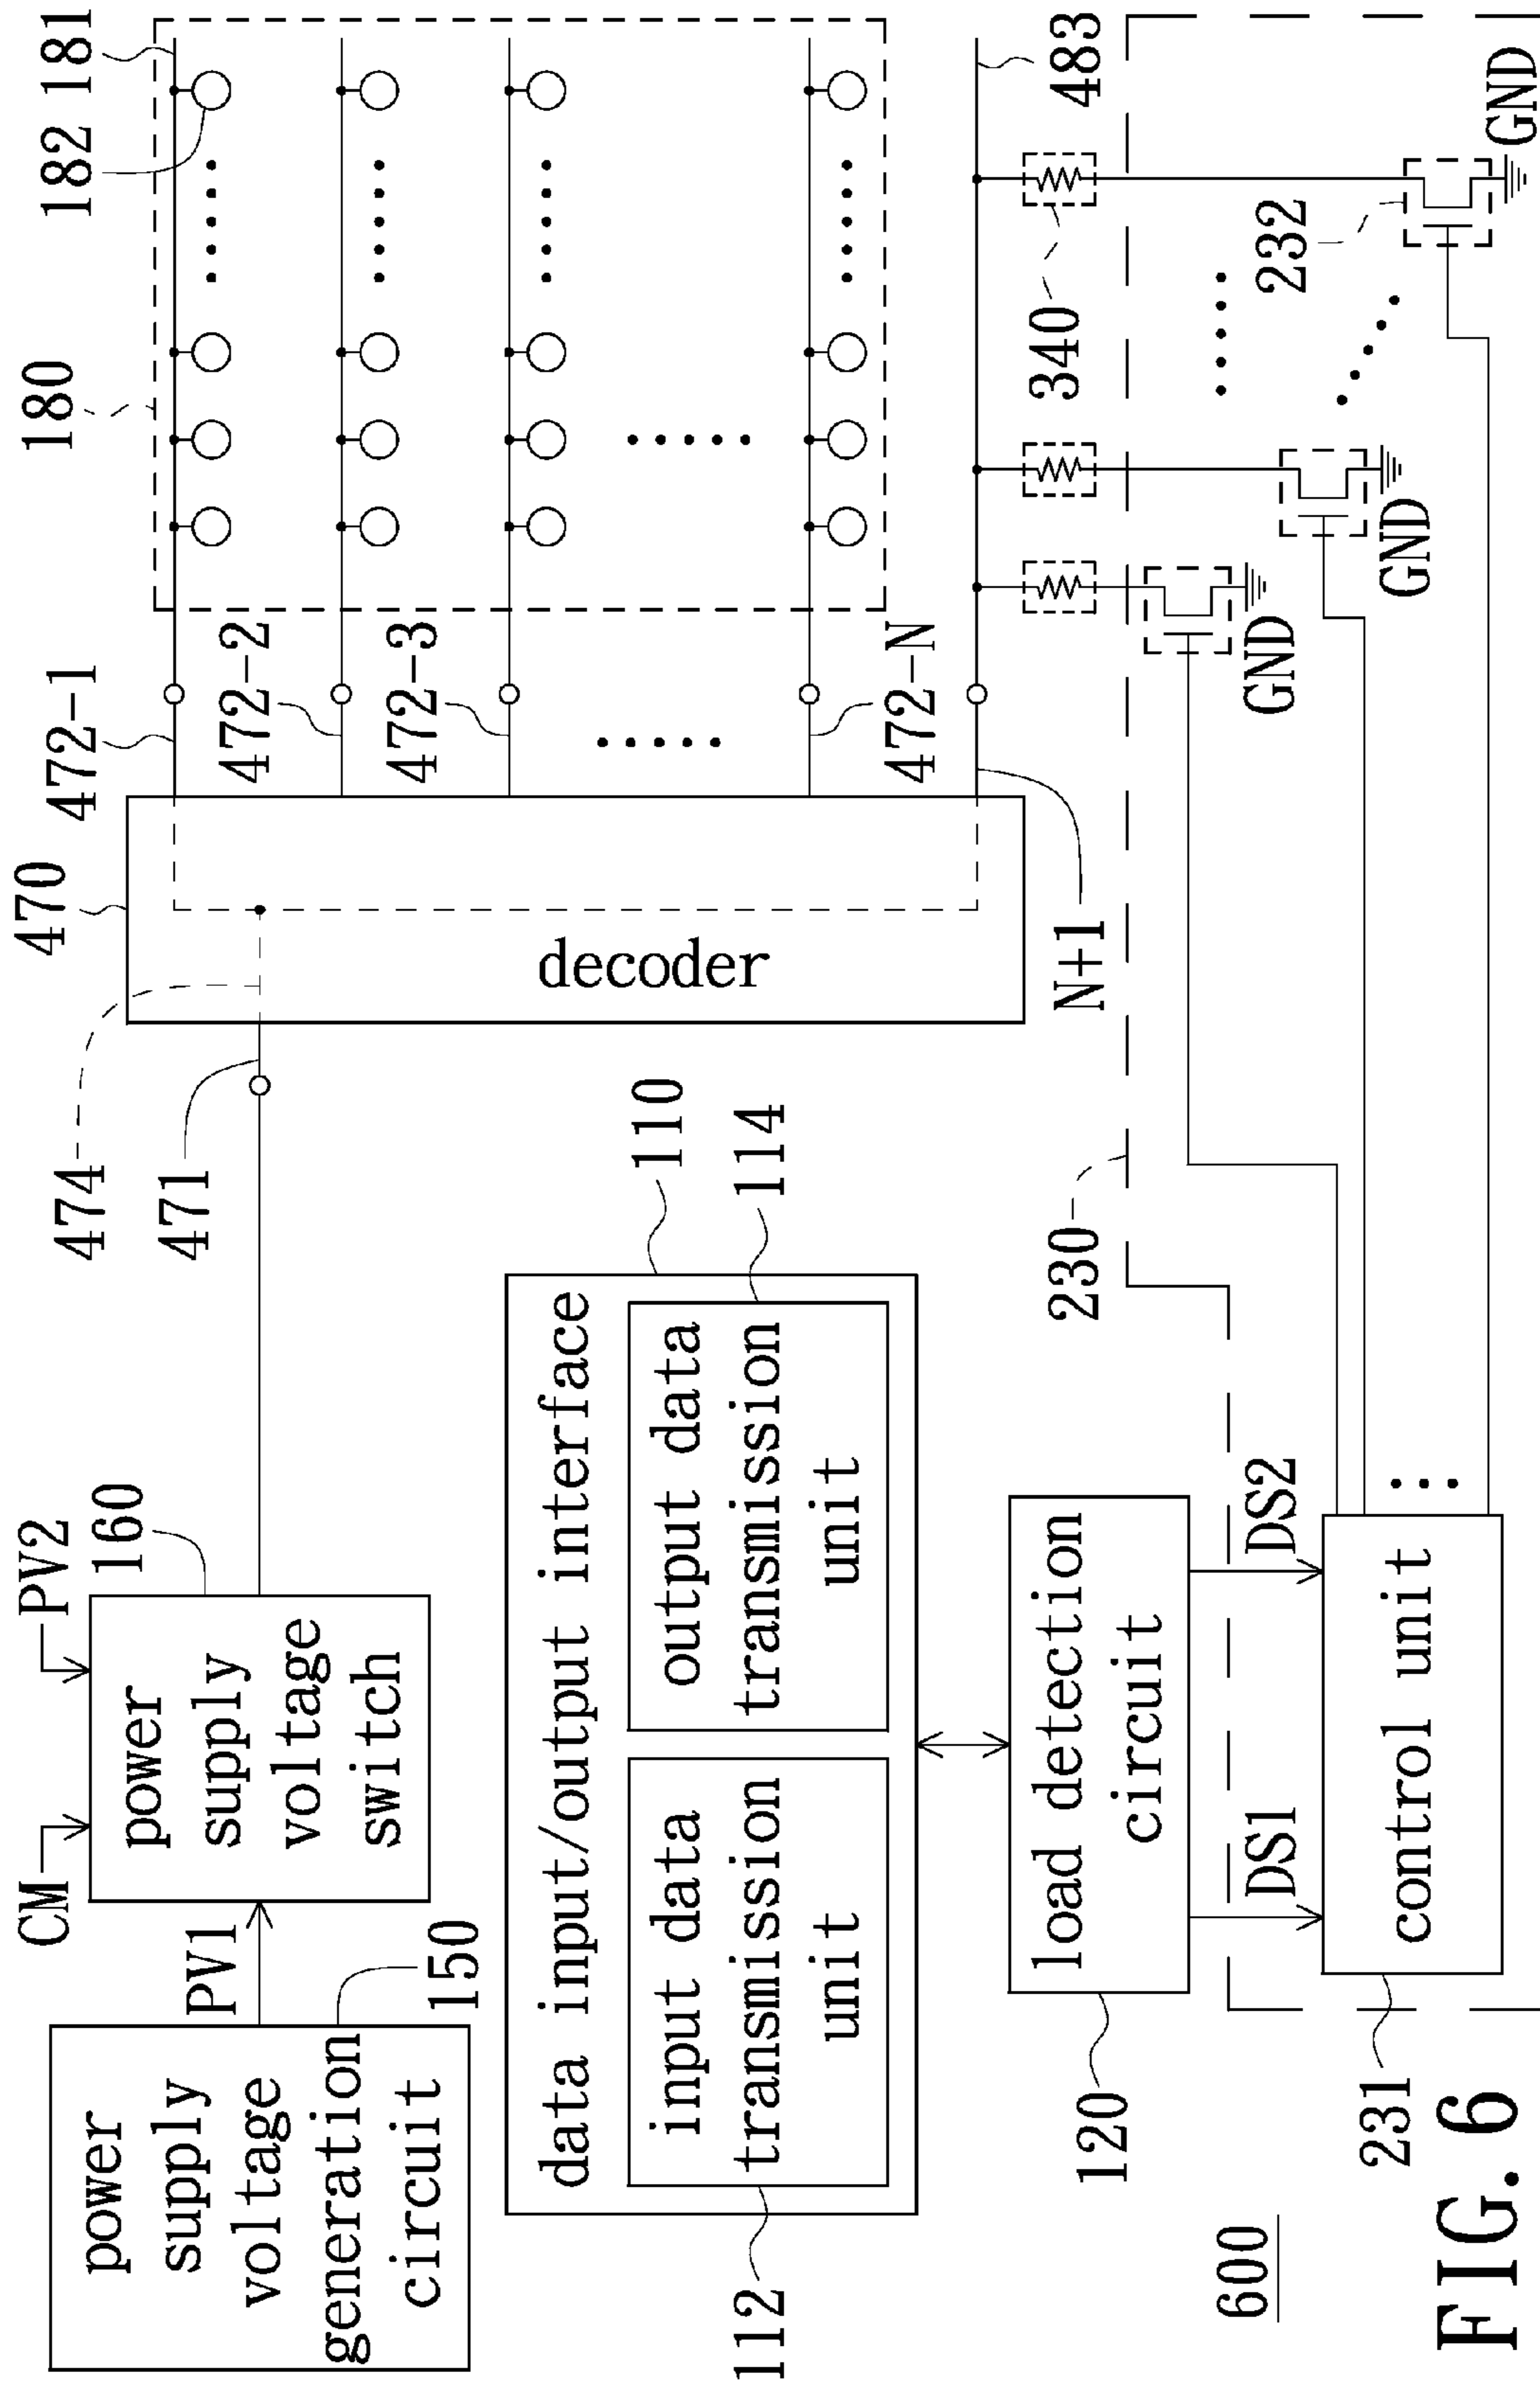 power
supply
voltage
generation
circuit
150
PV1
CM
PV2
power
supply
voltage
switch
160
474
471
470
decoder
472-1
472-2
472-3
472-N
N+1
180
182
181
483
data input/output interface
110
input data
transmission
unit
112
output data
transmission
unit
114
load detection
circuit
120
DS1
DS2
230
control unit
231
340
232
GND
GND
GND
600
FIG. 6